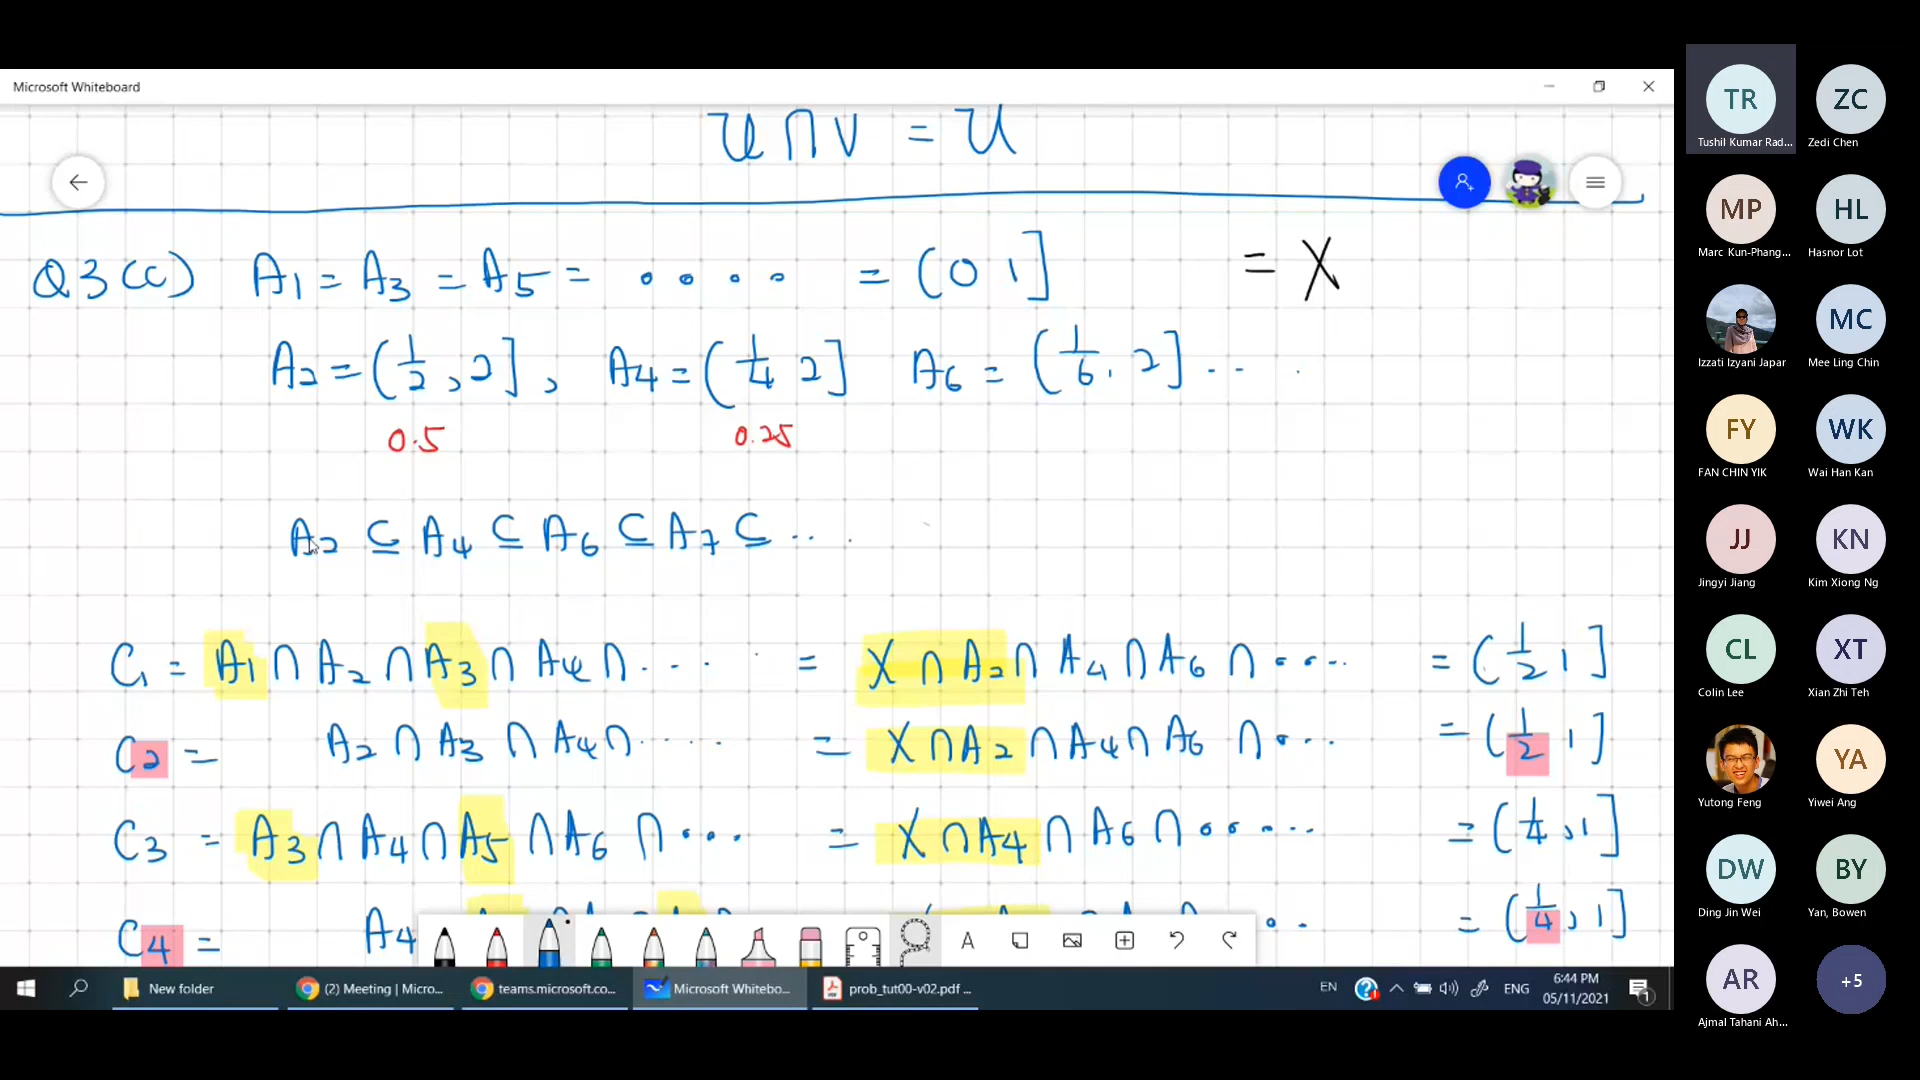 Microsoft Whiteboard
U ∩ V = U
Q3 (c) A1 = A3 = A5 = .... = (0 1] = X
A2 = (1/2, 2], A4 = (1/4 2] A6 = (1/6, 2] ...
0.5 0.25
A2 ⊆ A4 ⊆ A6 ⊆ A7 ⊆ ...
C1 = A1 ∩ A2 ∩ A3 ∩ A4 ∩ .... = X ∩ A2 ∩ A4 ∩ A6 ∩ .... = (1/2 1]
C2 = A2 ∩ A3 ∩ A4 ∩ .... = X ∩ A2 ∩ A4 ∩ A6 ∩ ... = (1/2 1]
C3 = A3 ∩ A4 ∩ A5 ∩ A6 ∩ ... = X ∩ A4 ∩ A6 ∩ ..... = (1/4, 1]
C4 = A4 = (1/4, 1]
A
New folder
(2) Meeting | Micro...
teams.microsoft.co...
Microsoft Whitebo...
prob_tut00-v02.pdf ...
EN
ENG
6:44 PM
05/11/2021
1
TR
Tushil Kumar Rad...
ZC
Zedi Chen
MP
Marc Kun-Phang...
HL
Hasnor Lot
Izzati Izyani Japar
MC
Mee Ling Chin
FY
FAN CHIN YIK
WK
Wai Han Kan
JJ
Jingyi Jiang
KN
Kim Xiong Ng
CL
Colin Lee
XT
Xian Zhi Teh
Yutong Feng
YA
Yiwei Ang
DW
Ding Jin Wei
BY
Yan, Bowen
AR
Ajmal Tahani Ah...
+5